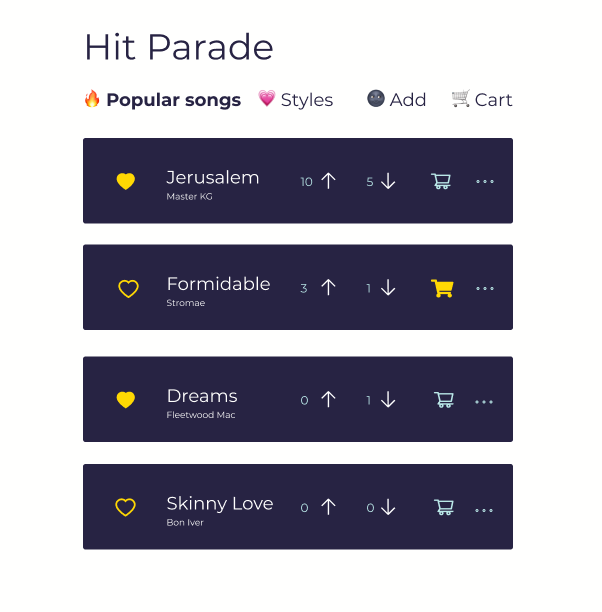 Hit Parade
Popular songs Styles Add Cart
Jerusalem 10 5
Master KG
Formidable 3 1
Stromae
Dreams 0 1
Fleetwood Mac
Skinny Love 0 0
Bon Iver